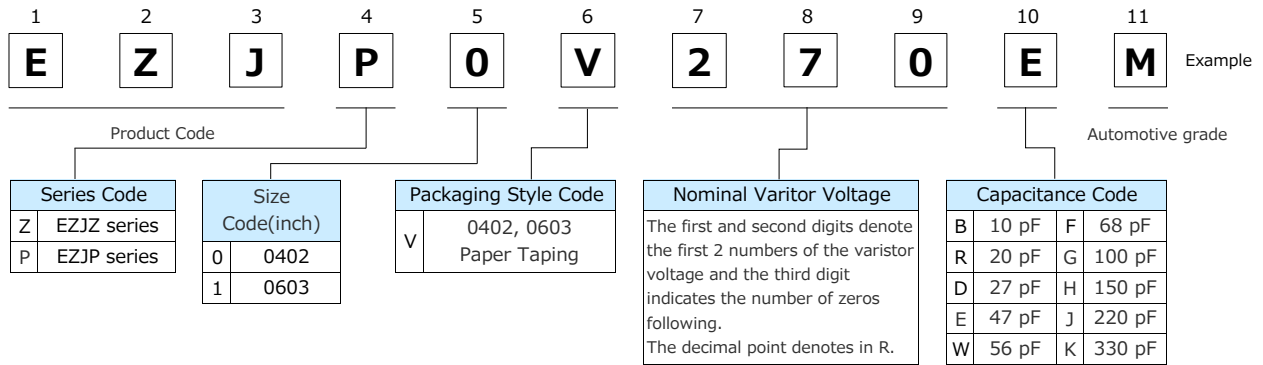 1 2 3 4 5 6 7 8 9 10 11
E Z J P 0 V 2 7 0 E M Example
Product Code
Automotive grade
Series Code
Z EZJZ series
P EZJP series
Size
Code(inch)
0 0402
1 0603
Packaging Style Code
V 0402, 0603
Paper Taping
Nominal Varitor Voltage
The first and second digits denote
the first 2 numbers of the varistor
voltage and the third digit
indicates the number of zeros
following.
The decimal point denotes in R.
Capacitance Code
B 10 pF F 68 pF
R 20 pF G 100 pF
D 27 pF H 150 pF
E 47 pF J 220 pF
W 56 pF K 330 pF